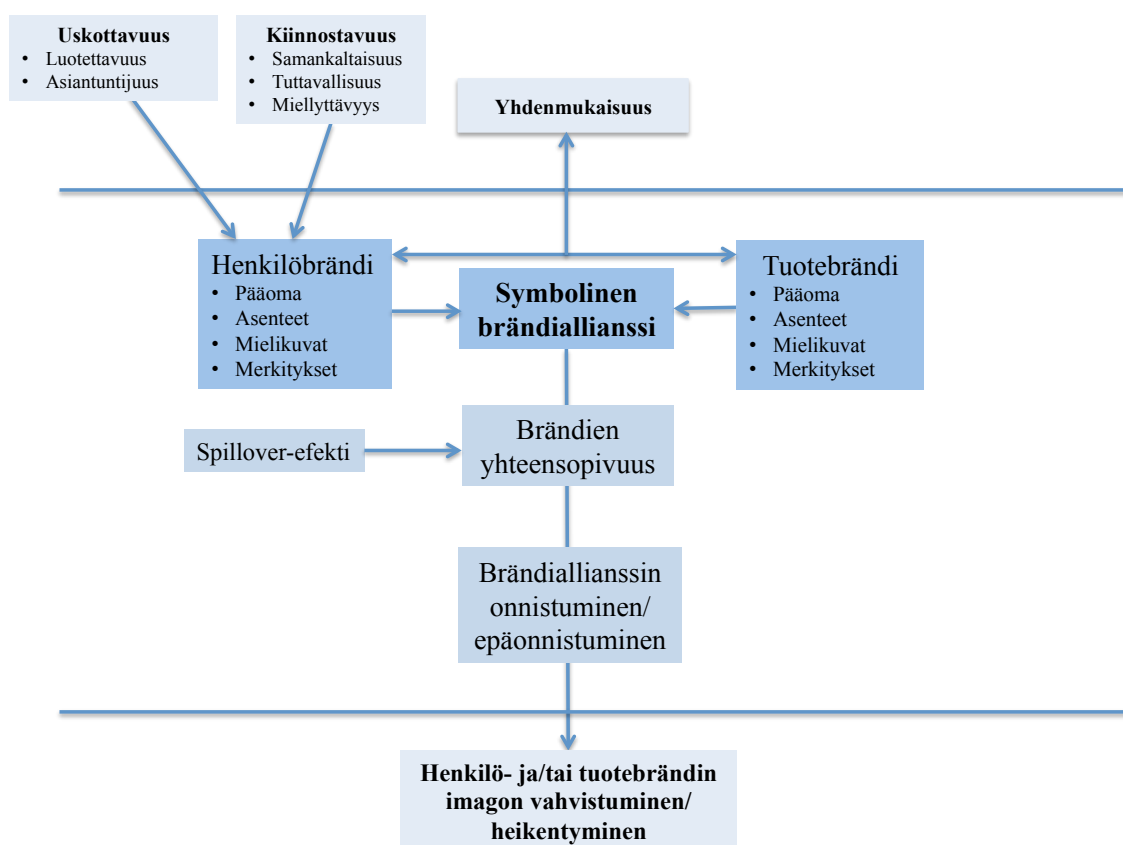 Uskottavuus
• Luotettavuus
• Asiantuntijuus
Kiinnostavuus
• Samankaltaisuus
• Tuttavallisuus
• Miellyttävyys
Yhdenmukaisuus
Henkilöbrändi
• Pääoma
• Asenteet
• Mielikuvat
• Merkitykset
Symbolinen
brändiallianssi
Tuotebrändi
• Pääoma
• Asenteet
• Mielikuvat
• Merkitykset
Spillover-efekti
Brändien
yhteensopivuus
Brändiallianssin
onnistuminen/
epäonnistuminen
Henkilö- ja/tai tuotebrändin
imagon vahvistuminen/
heikentyminen